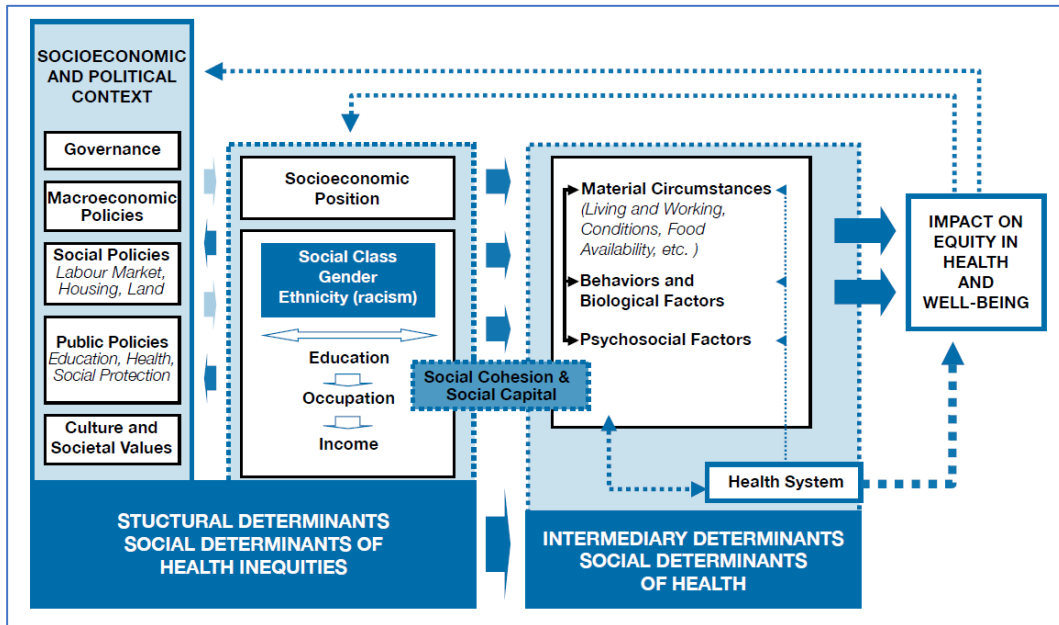 SOCIOECONOMIC
AND POLITICAL
CONTEXT
Governance
Macroeconomic
Policies
Social Policies
Labour Market,
Housing, Land
Public Policies
Education, Health,
Social Protection
Culture and
Societal Values
Socioeconomic
Position
Social Class
Gender
Ethnicity (racism)
Education
Occupation
Income
Social Cohesion &
Social Capital
Material Circumstances
(Living and Working,
Conditions, Food
Availability, etc. )
Behaviors and
Biological Factors
Psychosocial Factors
Health System
IMPACT ON
EQUITY IN
HEALTH
AND
WELL-BEING
STUCTURAL DETERMINANTS
SOCIAL DETERMINANTS OF
HEALTH INEQUITIES
INTERMEDIARY DETERMINANTS
SOCIAL DETERMINANTS
OF HEALTH